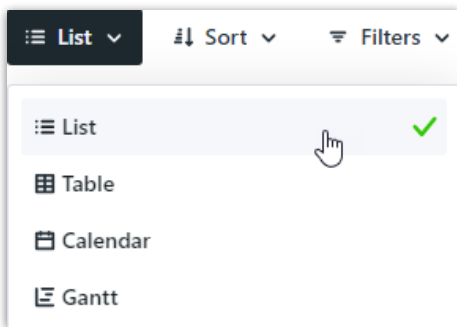 List Sort Filters
List
Table
Calendar
Gantt